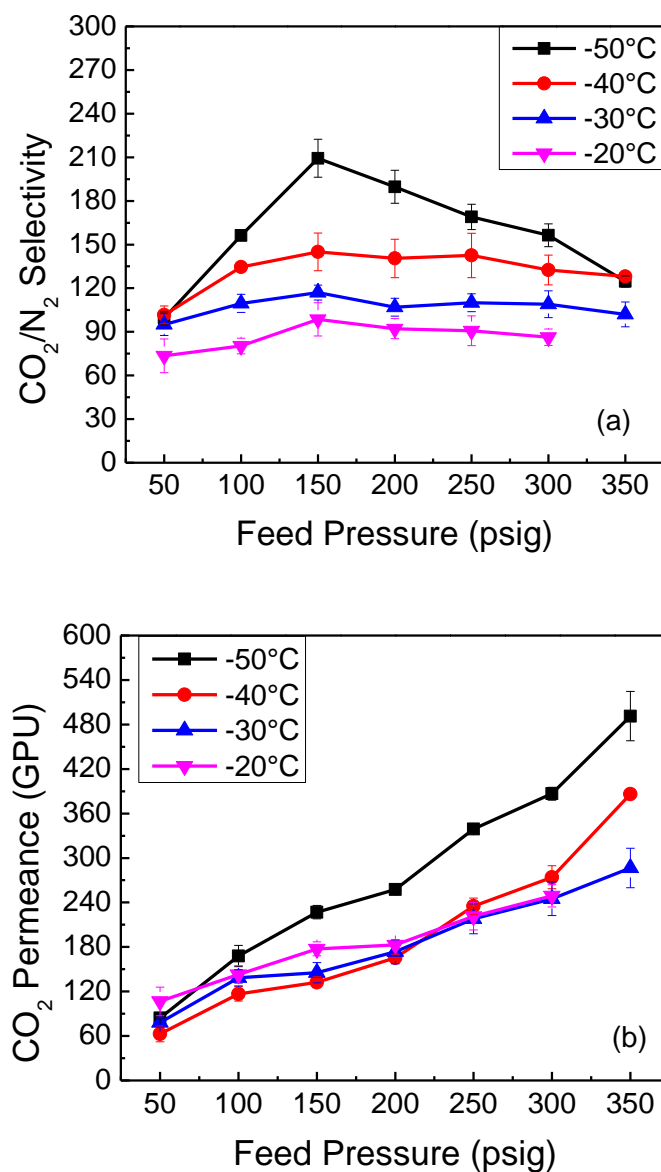 300
270
240
210
180
150
120
90
60
30
0
CO₂/N₂ Selectivity
-50°C
-40°C
-30°C
-20°C
(a)
50 100 150 200 250 300 350
Feed Pressure (psig)
600
540
480
420
360
300
240
180
120
60
0
CO₂ Permeance (GPU)
-50°C
-40°C
-30°C
-20°C
(b)
50 100 150 200 250 300 350
Feed Pressure (psig)